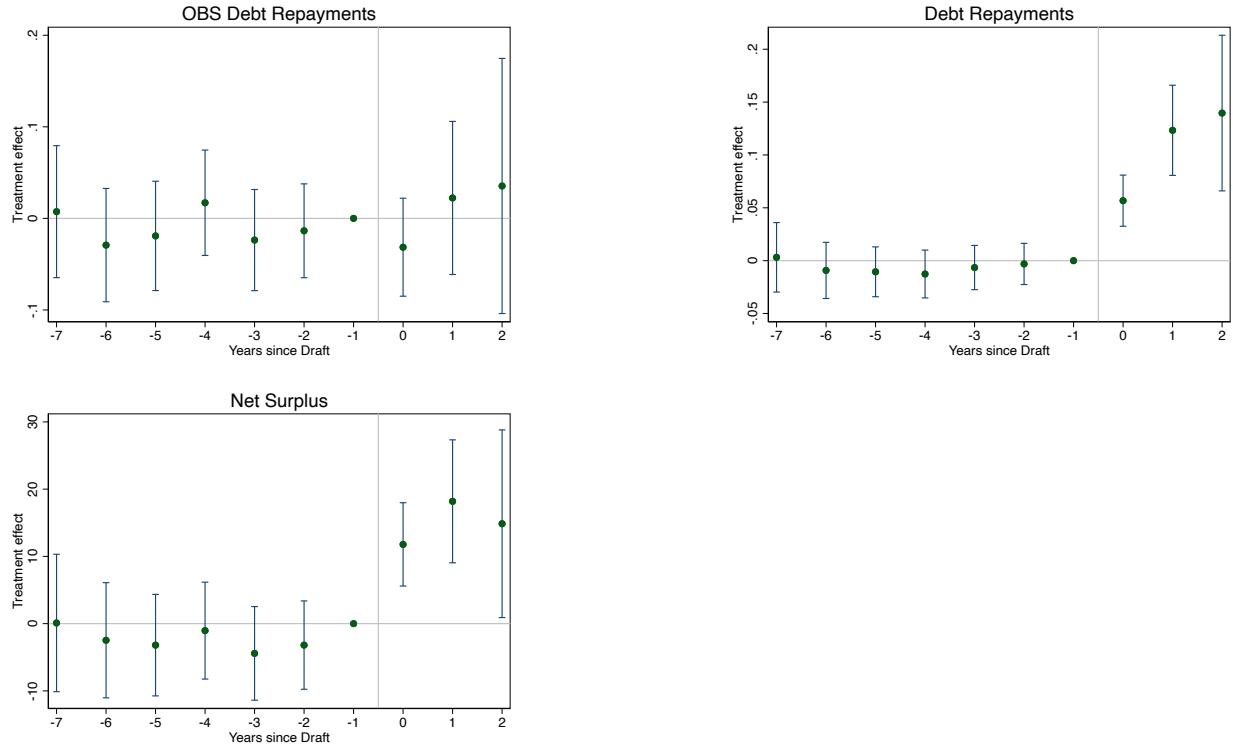 OBS Debt Repayments
Treatment effect
.2
.1
0
-.1
-7 -6 -5 -4 -3 -2 -1 0 1 2
Years since Draft
Debt Repayments
Treatment effect
.2
.15
.1
.05
0
-.05
-7 -6 -5 -4 -3 -2 -1 0 1 2
Years since Draft
Net Surplus
Treatment effect
30
20
10
0
-10
-7 -6 -5 -4 -3 -2 -1 0 1 2
Years since Draft